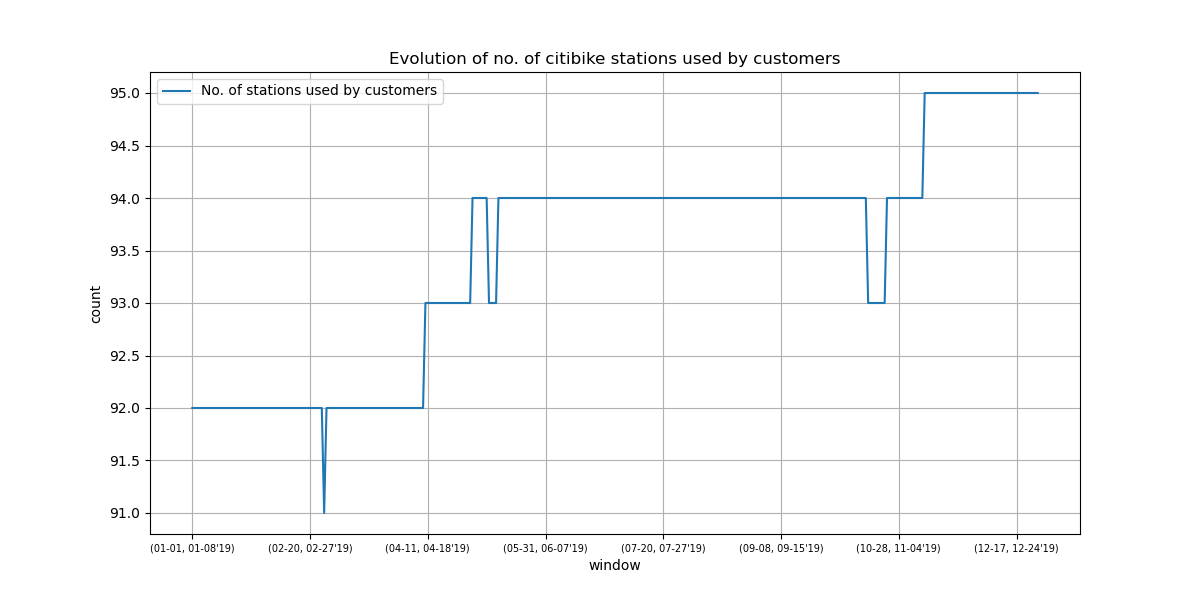 Evolution of no. of citibike stations used by customers
No. of stations used by customers
95.0
94.5
94.0
93.5
93.0
92.5
92.0
91.5
91.0
count
(01-01, 01-08'19) (02-20, 02-27'19) (04-11, 04-18'19) (05-31, 06-07'19) (07-20, 07-27'19) (09-08, 09-15'19) (10-28, 11-04'19) (12-17, 12-24'19)
window